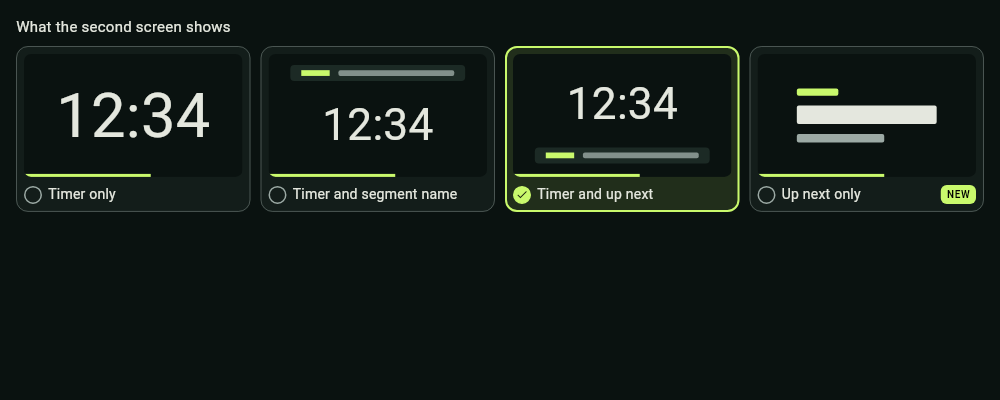 What the second screen shows
12:34
12:34
12:34
Timer only
Timer and segment name
Timer and up next
Up next only
NEW